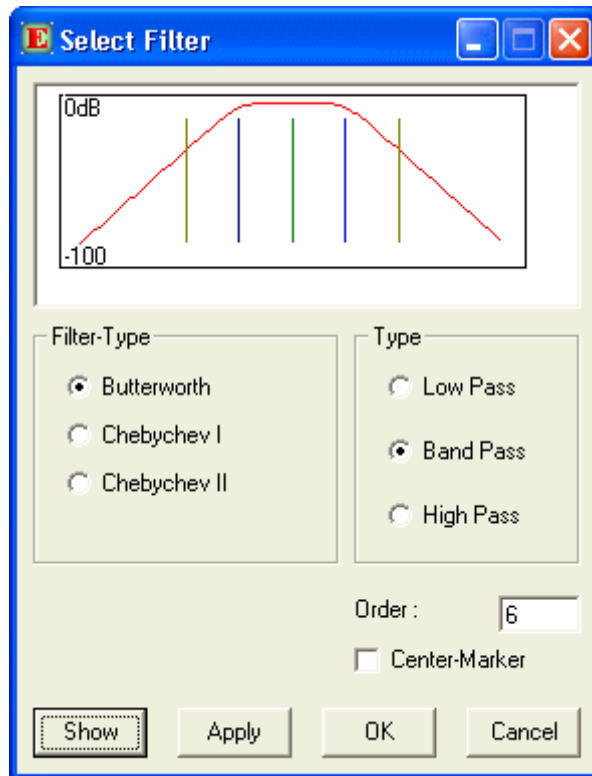 E Select Filter
0dB
-100
Filter-Type
Butterworth
Chebychev I
Chebychev II
Type
Low Pass
Band Pass
High Pass
Order : 6
Center-Marker
Show Apply OK Cancel